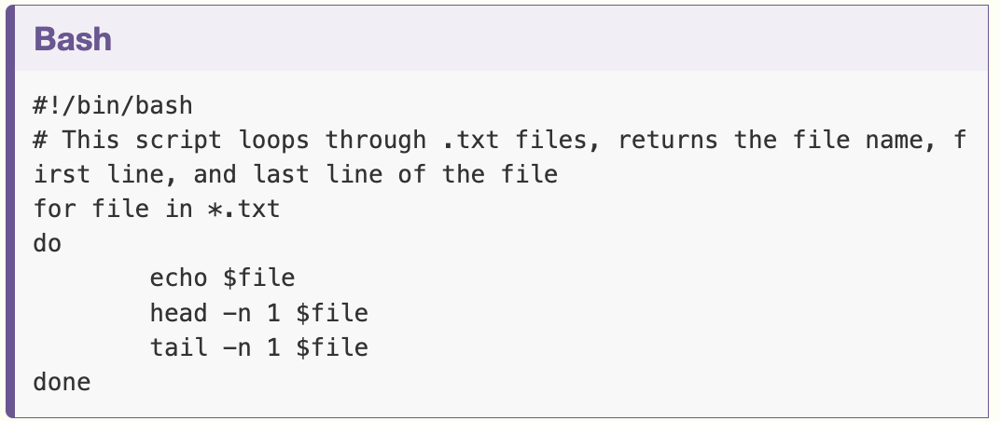 Bash
#!/bin/bash
# This script loops through .txt files, returns the file name, f
irst line, and last line of the file
for file in *.txt
do
        echo $file
        head -n 1 $file
        tail -n 1 $file
done